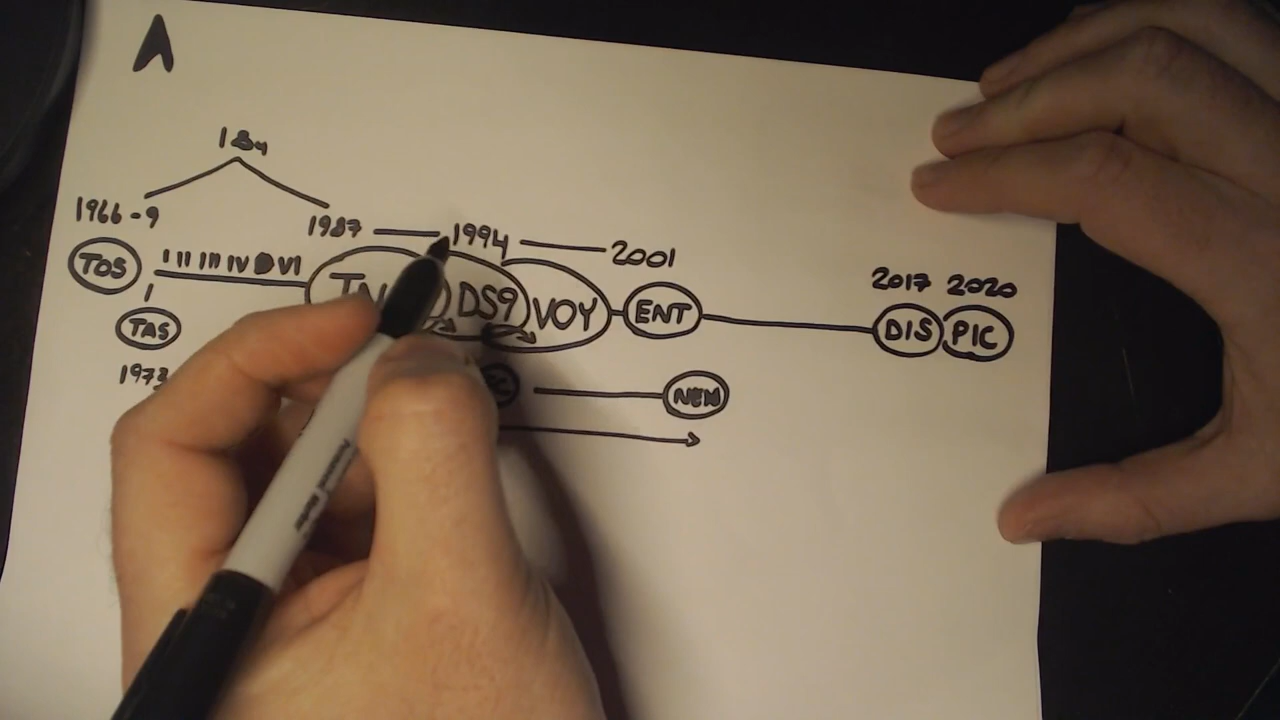 A
18y
1966-9
1987 1994 2001
2017 2020
TOS I II III IV VI
DS9 VOY ENT DIS PIC
TAS
1973
NEM